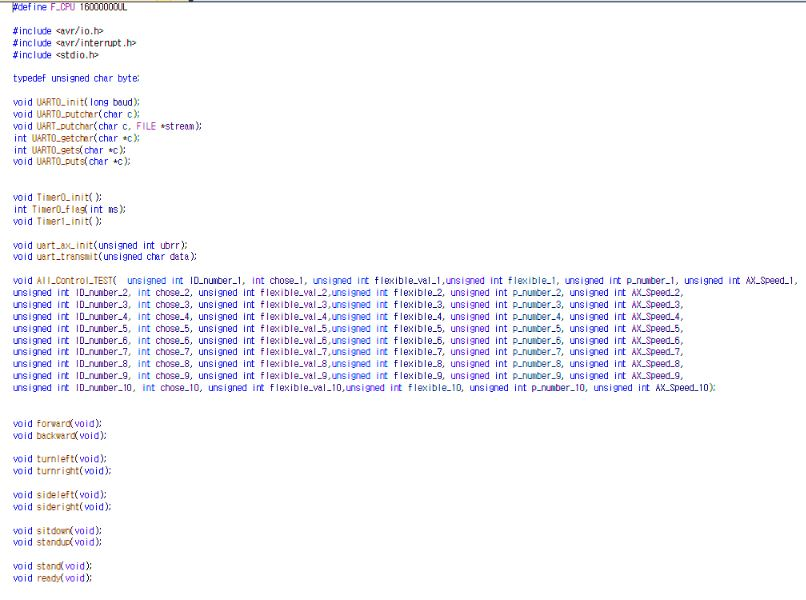 #define F_CPU 16000000UL
#include <avr/io.h>
#include <avr/interrupt.h>
#include <stdio.h>
typedef unsigned char byte;
void UART0_init(long baud);
void UART0_putchar(char c);
void UART_putchar(char c, FILE *stream);
int UART0_getchar(char *c);
int UART0_gets(char *c);
void UART0_puts(char *c);
void Timer0_init( );
int Timer0_flag(int ms);
void Timer1_init( );
void uart_ax_init(unsigned int ubrr);
void uart_transmit(unsigned char data);
void All_Control_TEST(  unsigned int ID_number_1, int chose_1, unsigned int flexible_val_1,unsigned int flexible_1, unsigned int p_number_1, unsigned int AX_Speed_1,
unsigned int ID_number_2, int chose_2, unsigned int flexible_val_2,unsigned int flexible_2, unsigned int p_number_2, unsigned int AX_Speed_2,
unsigned int ID_number_3, int chose_3, unsigned int flexible_val_3,unsigned int flexible_3, unsigned int p_number_3, unsigned int AX_Speed_3,
unsigned int ID_number_4, int chose_4, unsigned int flexible_val_4,unsigned int flexible_4, unsigned int p_number_4, unsigned int AX_Speed_4,
unsigned int ID_number_5, int chose_5, unsigned int flexible_val_5,unsigned int flexible_5, unsigned int p_number_5, unsigned int AX_Speed_5,
unsigned int ID_number_6, int chose_6, unsigned int flexible_val_6,unsigned int flexible_6, unsigned int p_number_6, unsigned int AX_Speed_6,
unsigned int ID_number_7, int chose_7, unsigned int flexible_val_7,unsigned int flexible_7, unsigned int p_number_7, unsigned int AX_Speed_7,
unsigned int ID_number_8, int chose_8, unsigned int flexible_val_8,unsigned int flexible_8, unsigned int p_number_8, unsigned int AX_Speed_8,
unsigned int ID_number_9, int chose_9, unsigned int flexible_val_9,unsigned int flexible_9, unsigned int p_number_9, unsigned int AX_Speed_9,
unsigned int ID_number_10, int chose_10, unsigned int flexible_val_10,unsigned int flexible_10, unsigned int p_number_10, unsigned int AX_Speed_10);
void forward(void);
void backward(void);
void turnleft(void);
void turnright(void);
void sideleft(void);
void sideright(void);
void sitdown(void);
void standup(void);
void stand(void);
void ready(void);